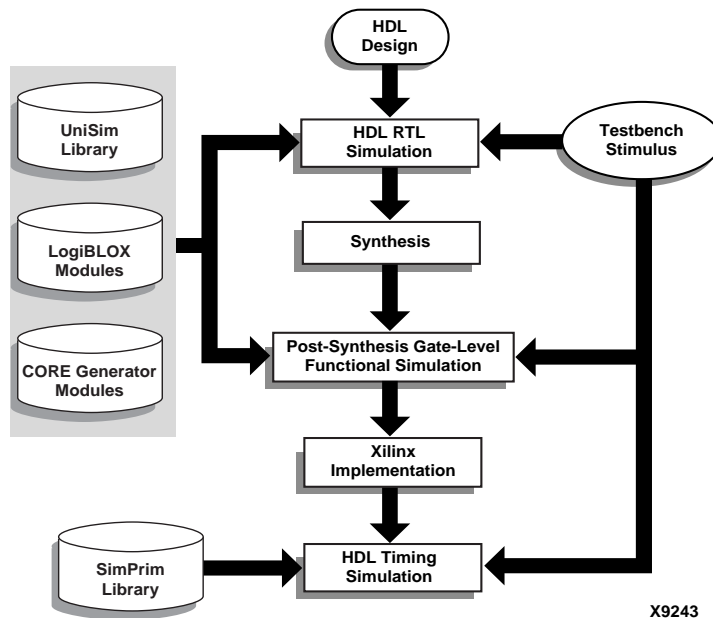 HDL
Design
UniSim
Library
HDL RTL
Simulation
Testbench
Stimulus
LogiBLOX
Modules
Synthesis
CORE Generator
Modules
Post-Synthesis Gate-Level
Functional Simulation
Xilinx
Implementation
SimPrim
Library
HDL Timing
Simulation
X9243